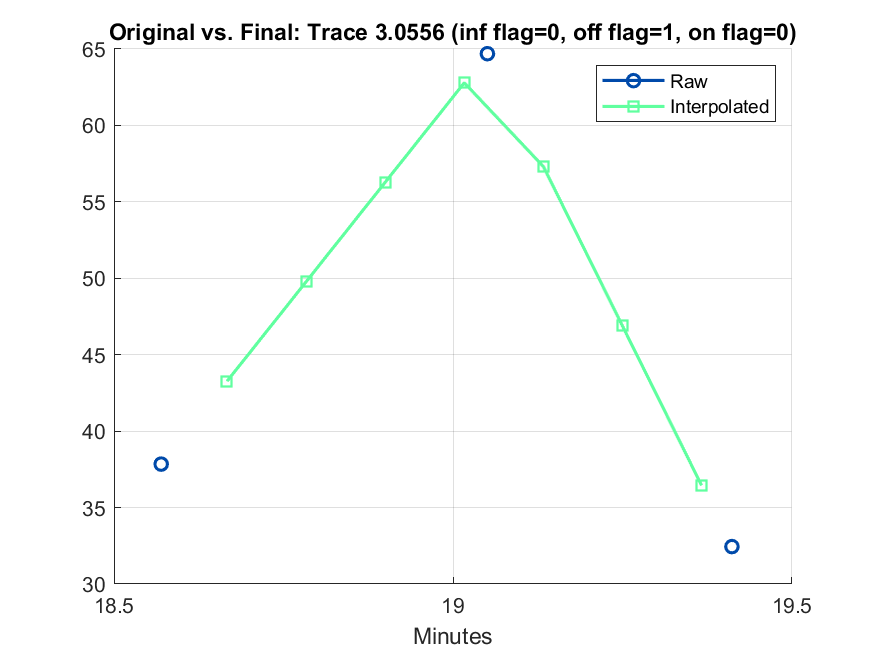 Original vs. Final: Trace 3.0556 (inf flag=0, off flag=1, on flag=0)
65
60
55
50
45
40
35
30
Raw
Interpolated
18.5
19
19.5
Minutes